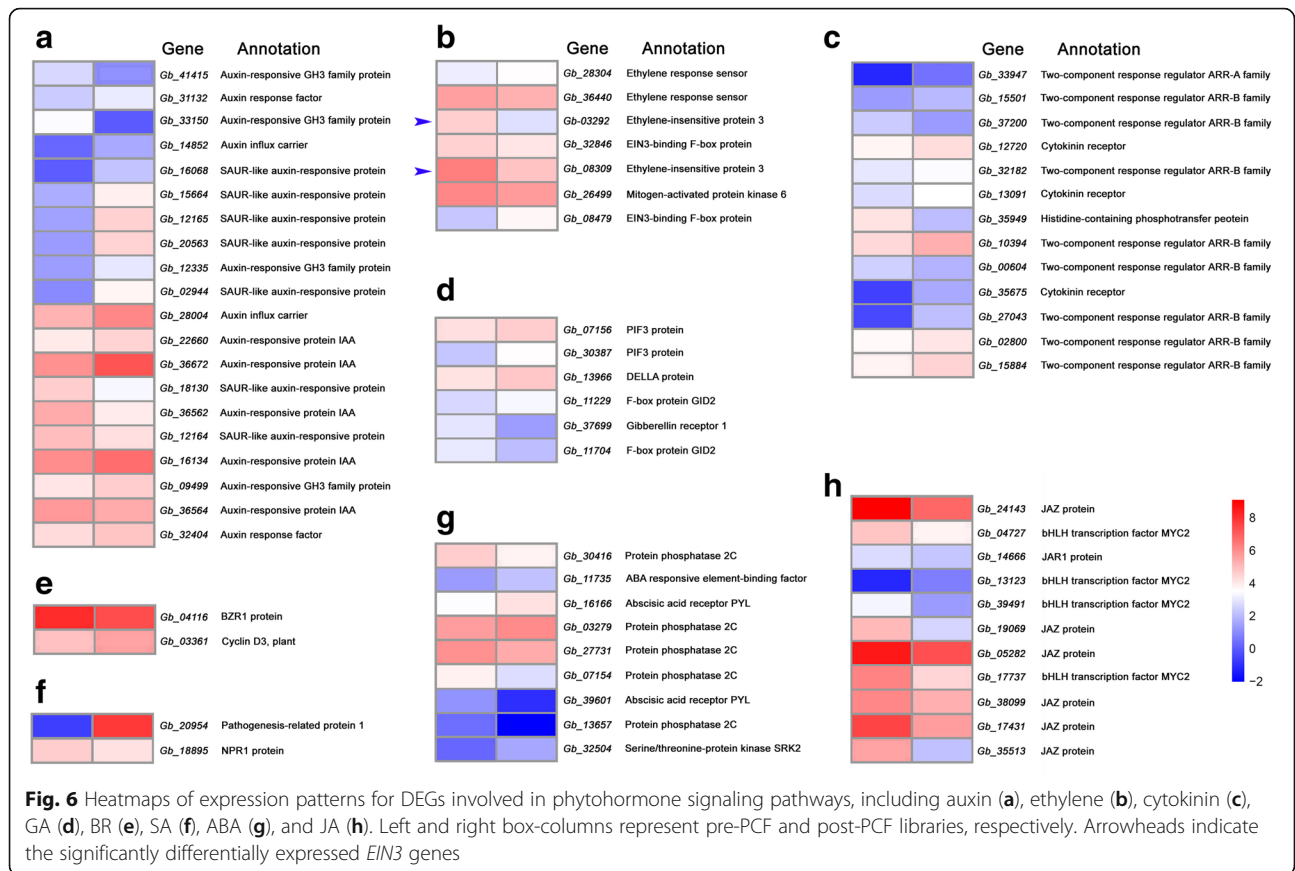 a
Gene Annotation
Gb_41415 Auxin-responsive GH3 family protein
Gb_31132 Auxin response factor
Gb_33150 Auxin-responsive GH3 family protein
Gb_14852 Auxin influx carrier
Gb_16068 SAUR-like auxin-responsive protein
Gb_15664 SAUR-like auxin-responsive protein
Gb_12165 SAUR-like auxin-responsive protein
Gb_20563 SAUR-like auxin-responsive protein
Gb_12335 Auxin-responsive GH3 family protein
Gb_02944 SAUR-like auxin-responsive protein
Gb_28004 Auxin influx carrier
Gb_22660 Auxin-responsive protein IAA
Gb_36672 Auxin-responsive protein IAA
Gb_18130 SAUR-like auxin-responsive protein
Gb_36562 Auxin-responsive protein IAA
Gb_12164 SAUR-like auxin-responsive protein
Gb_16134 Auxin-responsive protein IAA
Gb_09499 Auxin-responsive GH3 family protein
Gb_36564 Auxin-responsive protein IAA
Gb_32404 Auxin response factor
b
Gene Annotation
Gb_28304 Ethylene response sensor
Gb_36440 Ethylene response sensor
Gb-03292 Ethylene-insensitive protein 3
Gb_32846 EIN3-binding F-box protein
Gb_08309 Ethylene-insensitive protein 3
Gb_26499 Mitogen-activated protein kinase 6
Gb_08479 EIN3-binding F-box protein
c
Gene Annotation
Gb_33947 Two-component response regulator ARR-A family
Gb_15501 Two-component response regulator ARR-B family
Gb_37200 Two-component response regulator ARR-B family
Gb_12720 Cytokinin receptor
Gb_32182 Two-component response regulator ARR-B family
Gb_13091 Cytokinin receptor
Gb_35949 Histidine-containing phosphotransfer peotein
Gb_10394 Two-component response regulator ARR-B family
Gb_00604 Two-component response regulator ARR-B family
Gb_35675 Cytokinin receptor
Gb_27043 Two-component response regulator ARR-B family
Gb_02800 Two-component response regulator ARR-B family
Gb_15884 Two-component response regulator ARR-B family
d
Gb_07156 PIF3 protein
Gb_30387 PIF3 protein
Gb_13966 DELLA protein
Gb_11229 F-box protein GID2
Gb_37699 Gibberellin receptor 1
Gb_11704 F-box protein GID2
e
Gb_04116 BZR1 protein
Gb_03361 Cyclin D3, plant
f
Gb_20954 Pathogenesis-related protein 1
Gb_18895 NPR1 protein
g
Gb_30416 Protein phosphatase 2C
Gb_11735 ABA responsive element-binding factor
Gb_16166 Abscisic acid receptor PYL
Gb_03279 Protein phosphatase 2C
Gb_27731 Protein phosphatase 2C
Gb_07154 Protein phosphatase 2C
Gb_39601 Abscisic acid receptor PYL
Gb_13657 Protein phosphatase 2C
Gb_32504 Serine/threonine-protein kinase SRK2
h
Gb_24143 JAZ protein
Gb_04727 bHLH transcription factor MYC2
Gb_14666 JAR1 protein
Gb_13123 bHLH transcription factor MYC2
Gb_39491 bHLH transcription factor MYC2
Gb_19069 JAZ protein
Gb_05282 JAZ protein
Gb_17737 bHLH transcription factor MYC2
Gb_38099 JAZ protein
Gb_17431 JAZ protein
Gb_35513 JAZ protein
8
6
4
2
0
−2
Fig. 6 Heatmaps of expression patterns for DEGs involved in phytohormone signaling pathways, including auxin (a), ethylene (b), cytokinin (c),
GA (d), BR (e), SA (f), ABA (g), and JA (h). Left and right box-columns represent pre-PCF and post-PCF libraries, respectively. Arrowheads indicate
the significantly differentially expressed EIN3 genes